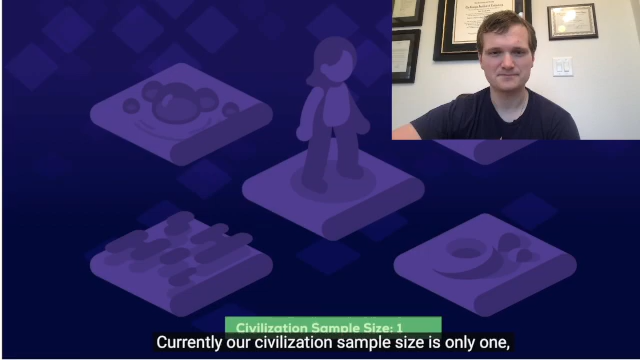 Civilization Sample Size: 1
Currently our civilization sample size is only one,